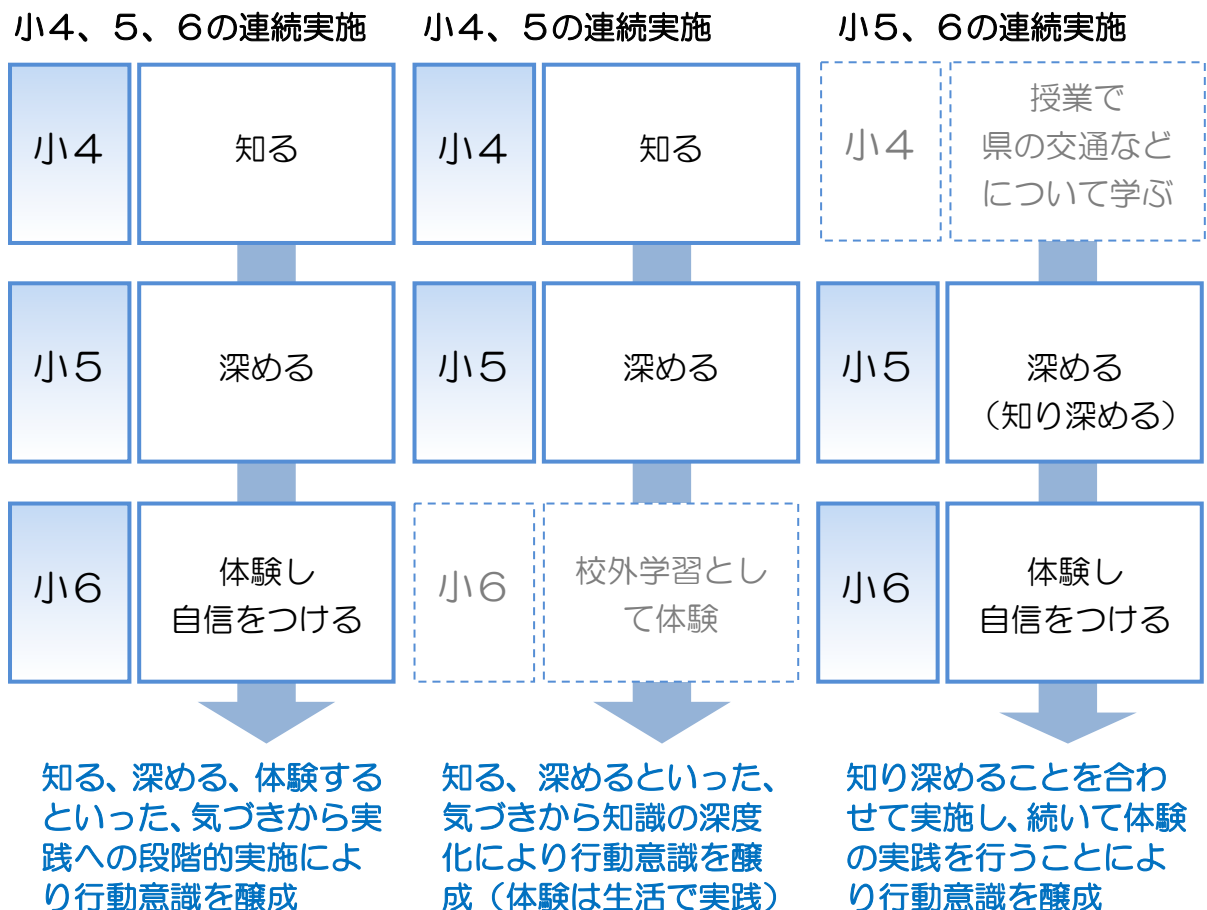 小４、５、６の連続実施
小４
知る
小５
深める
小６
体験し
自信をつける
知る、深める、体験する
といった、気づきから実
践への段階的実施によ
り行動意識を醸成
小４、５の連続実施
小４
知る
小５
深める
小６
校外学習とし
て体験
知る、深めるといった、
気づきから知識の深度
化により行動意識を醸
成（体験は生活で実践）
小５、６の連続実施
小４
授業で
県の交通など
について学ぶ
小５
深める
（知り深める）
小６
体験し
自信をつける
知り深めることを合わ
せて実施し、続いて体験
の実践を行うことによ
り行動意識を醸成